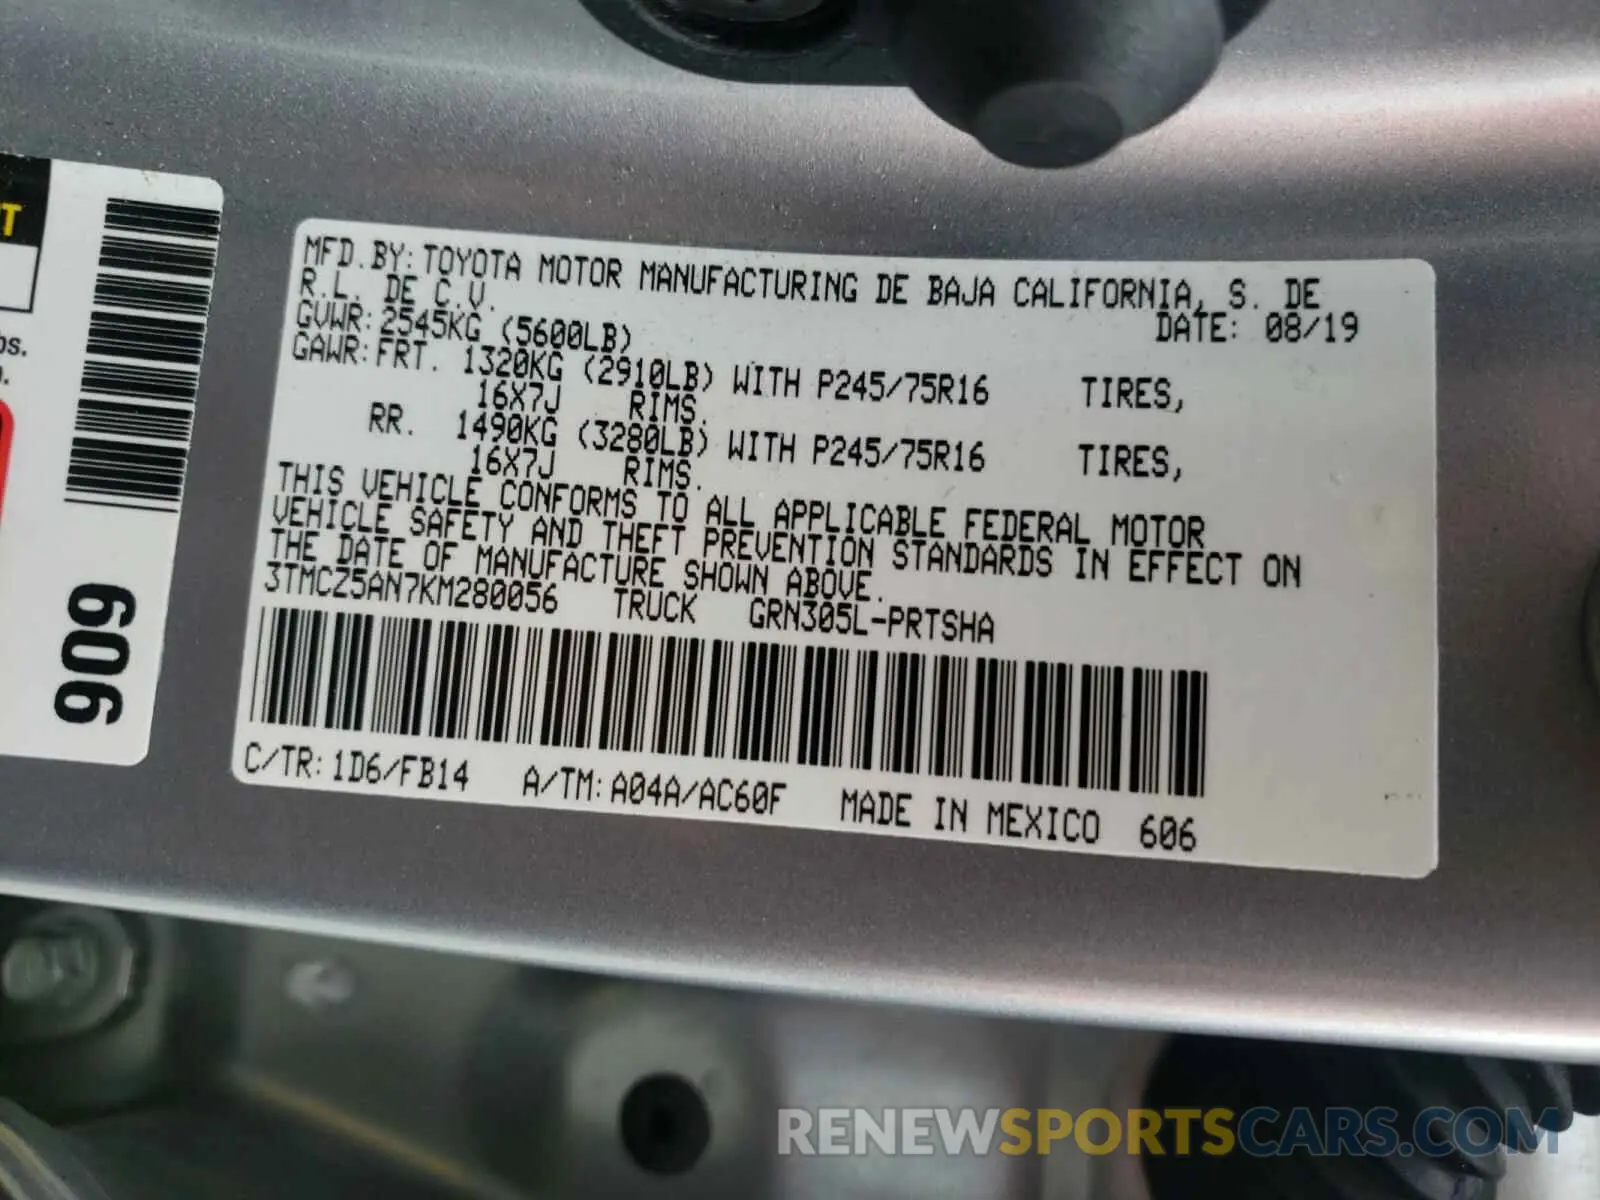 MFD.BY: TOYOTA MOTOR MANUFACTURING DE BAJA CALIFORNIA, S. DE
R.L. DE C.V. DATE: 08/19
GVWR: 2545KG (5600LB)
GAWR: FRT. 1320KG (2910LB) WITH P245/75R16 TIRES,
16X7J RIMS.
RR. 1490KG (3280LB) WITH P245/75R16 TIRES,
16X7J RIMS.
THIS VEHICLE CONFORMS TO ALL APPLICABLE FEDERAL MOTOR
VEHICLE SAFETY AND THEFT PREVENTION STANDARDS IN EFFECT ON
THE DATE OF MANUFACTURE SHOWN ABOVE.
3TMCZ5AN7KM280056 TRUCK GRN305L-PRTSHA
C/TR: 1D6/FB14 A/TM: A04A/AC60F MADE IN MEXICO 606
909
RENEWSPORTSCARS.COM